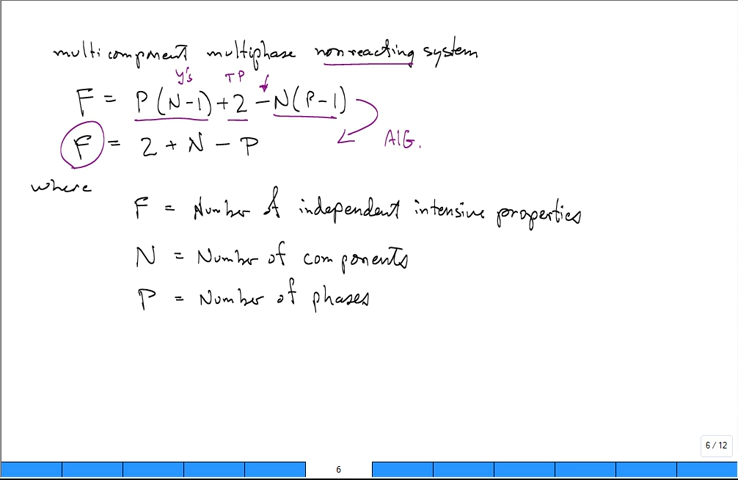 multicomponent multiphase nonreacting system
y's TP
F = P(N-1) + 2 - N(P-1)
F = 2 + N - P
ALG.
where
F = Number of independent intensive properties
N = Number of components
P = Number of phases
6 / 12
6